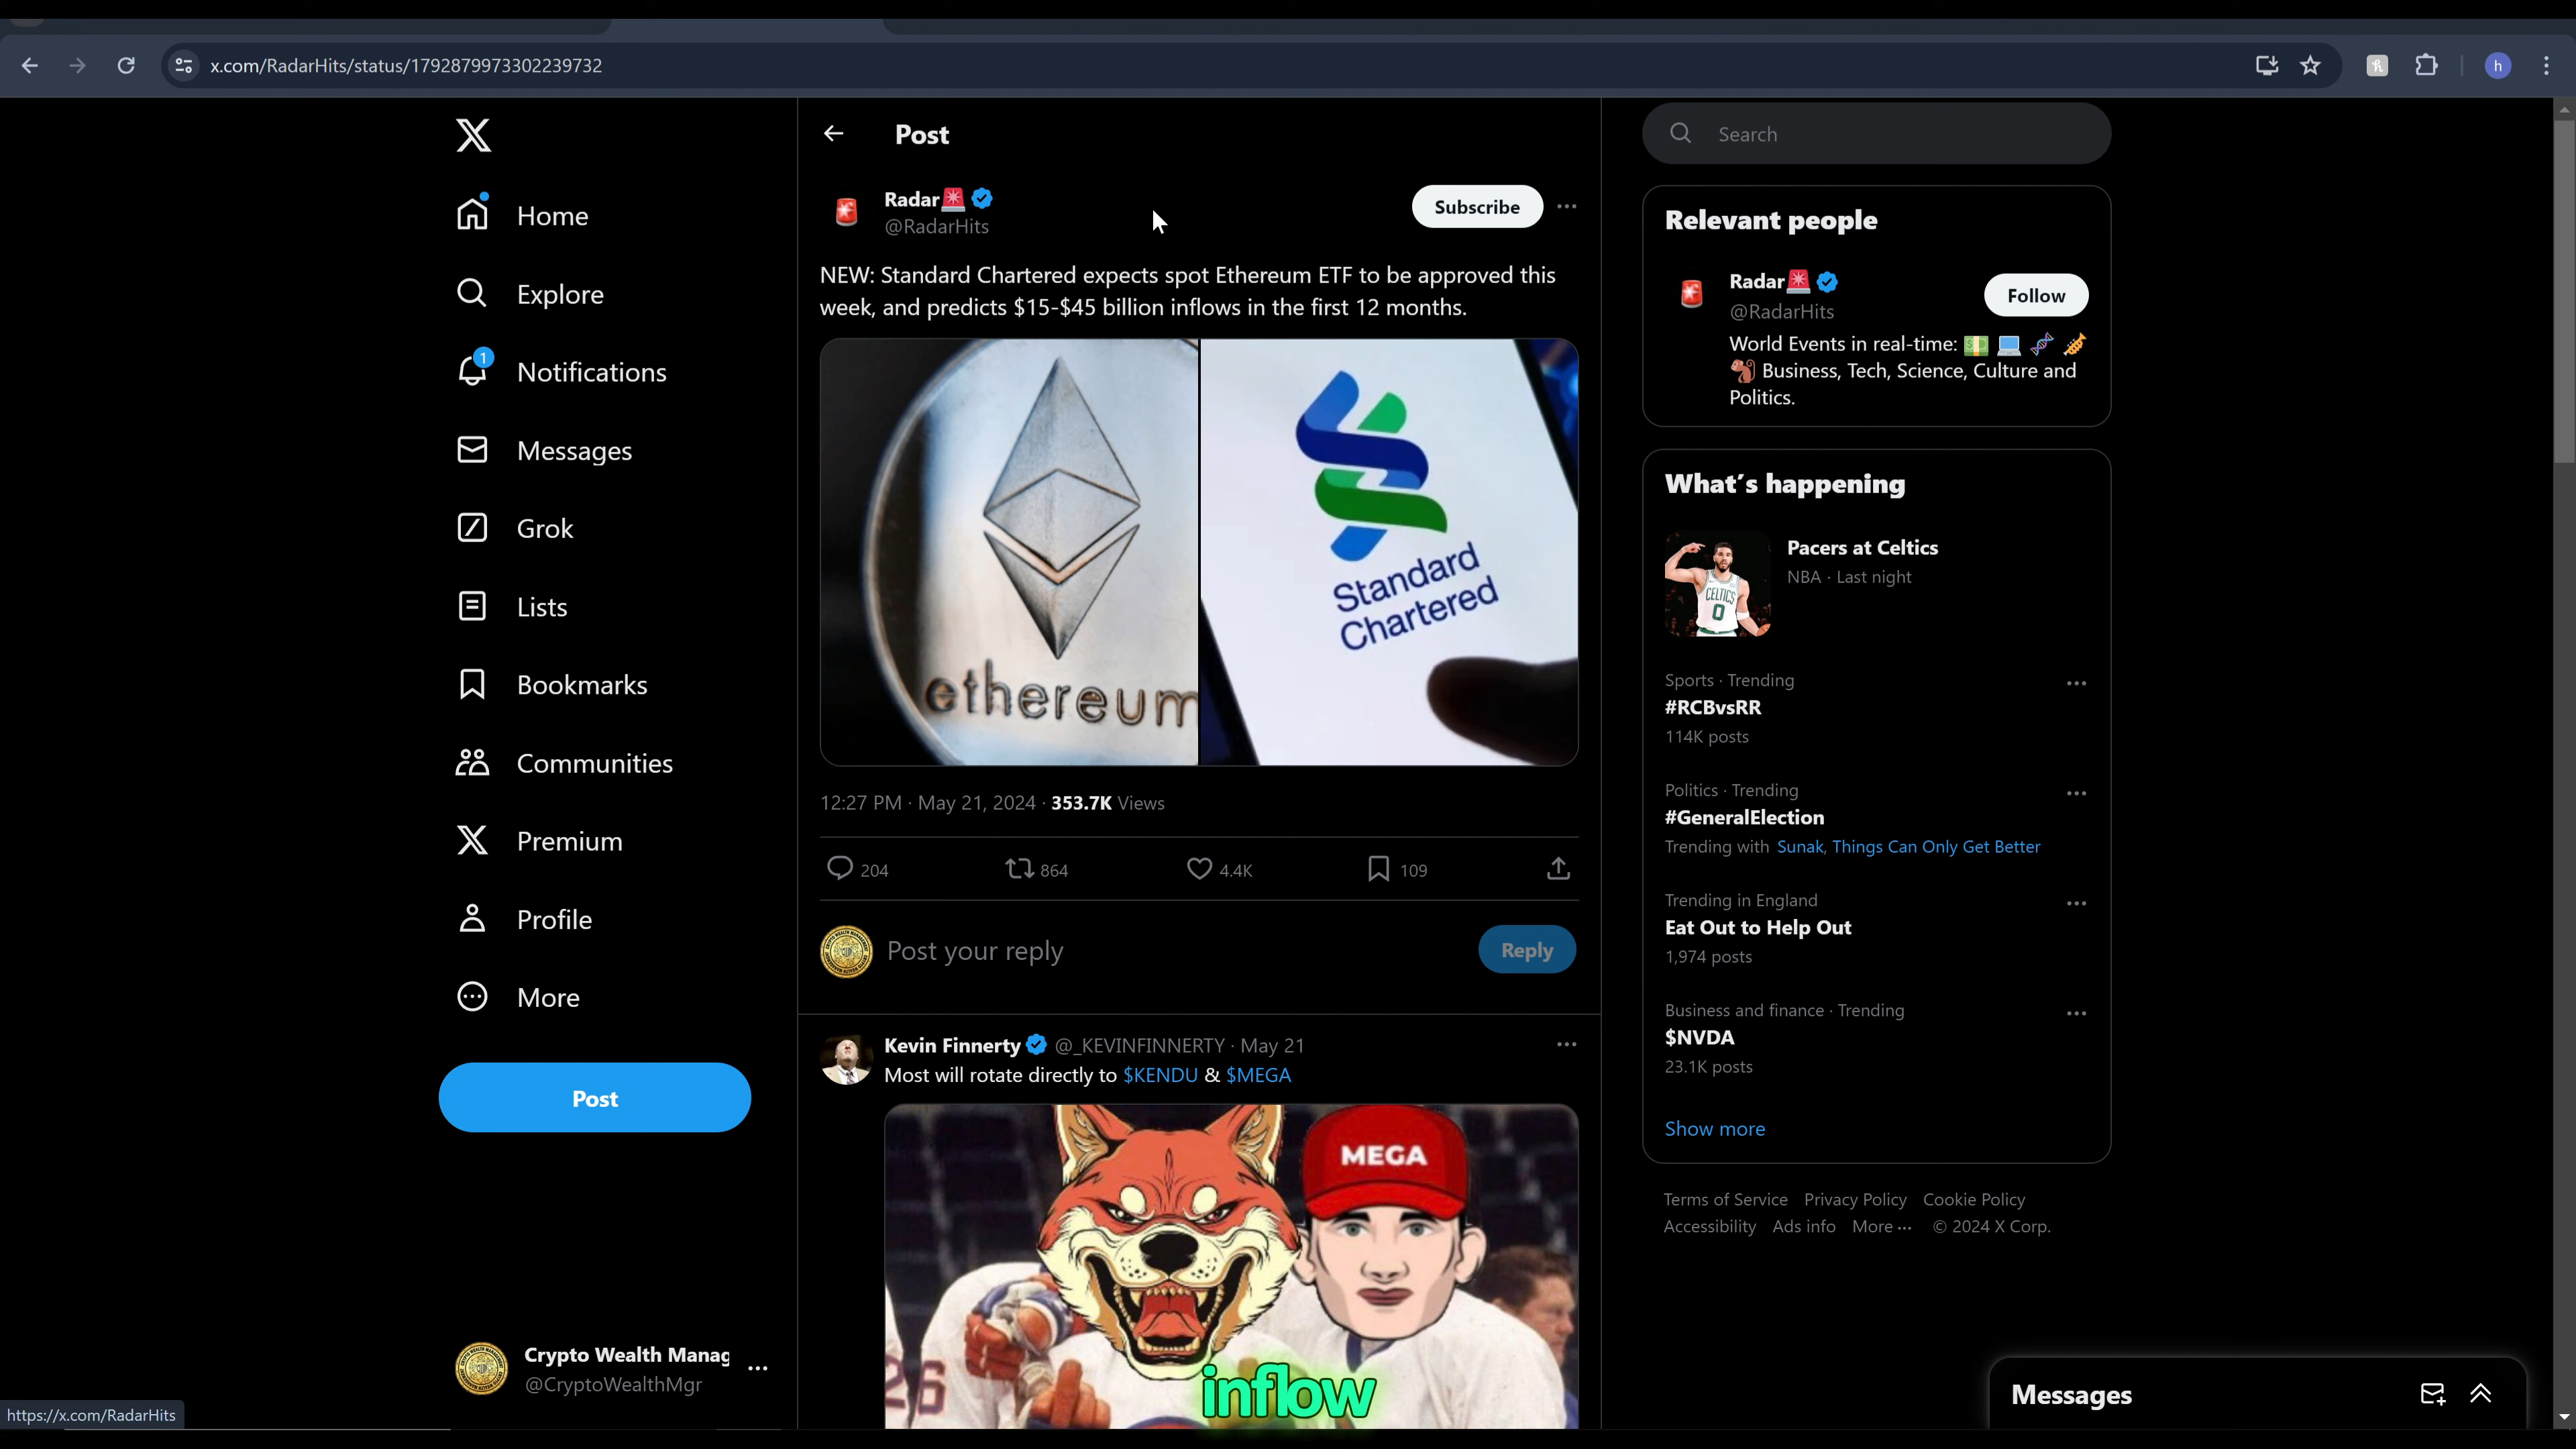 x.com/RadarHits/status/1792879973302239732
h
Home
Explore
1
Notifications
Messages
Grok
Lists
Bookmarks
Communities
Premium
Profile
More
Post
Crypto Wealth Manag
@CryptoWealthMgr
https://x.com/RadarHits
Post
Radar
@RadarHits
Subscribe
NEW: Standard Chartered expects spot Ethereum ETF to be approved this
week, and predicts $15-$45 billion inflows in the first 12 months.
ethereum
Standard
Chartered
12:27 PM · May 21, 2024 · 353.7K Views
204 864 4.4K 109
Post your reply
Reply
Kevin Finnerty @_KEVINFINNERTY · May 21
Most will rotate directly to $KENDU & $MEGA
MEGA
26
inflow
Search
Relevant people
Radar
@RadarHits
Follow
World Events in real-time:
Business, Tech, Science, Culture and
Politics.
What's happening
CELTICS
0
Pacers at Celtics
NBA · Last night
Sports · Trending
#RCBvsRR
114K posts
Politics · Trending
#GeneralElection
Trending with Sunak, Things Can Only Get Better
Trending in England
Eat Out to Help Out
1,974 posts
Business and finance · Trending
$NVDA
23.1K posts
Show more
Terms of Service Privacy Policy Cookie Policy
Accessibility Ads info More ··· © 2024 X Corp.
Messages